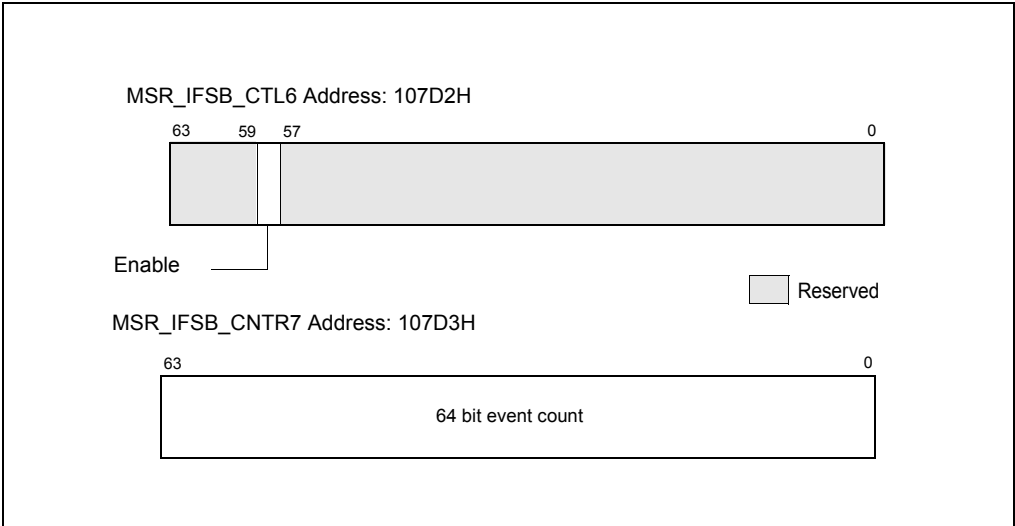 MSR_IFSB_CTL6 Address: 107D2H
63 59 57 0
Enable
Reserved
MSR_IFSB_CNTR7 Address: 107D3H
63 0
64 bit event count